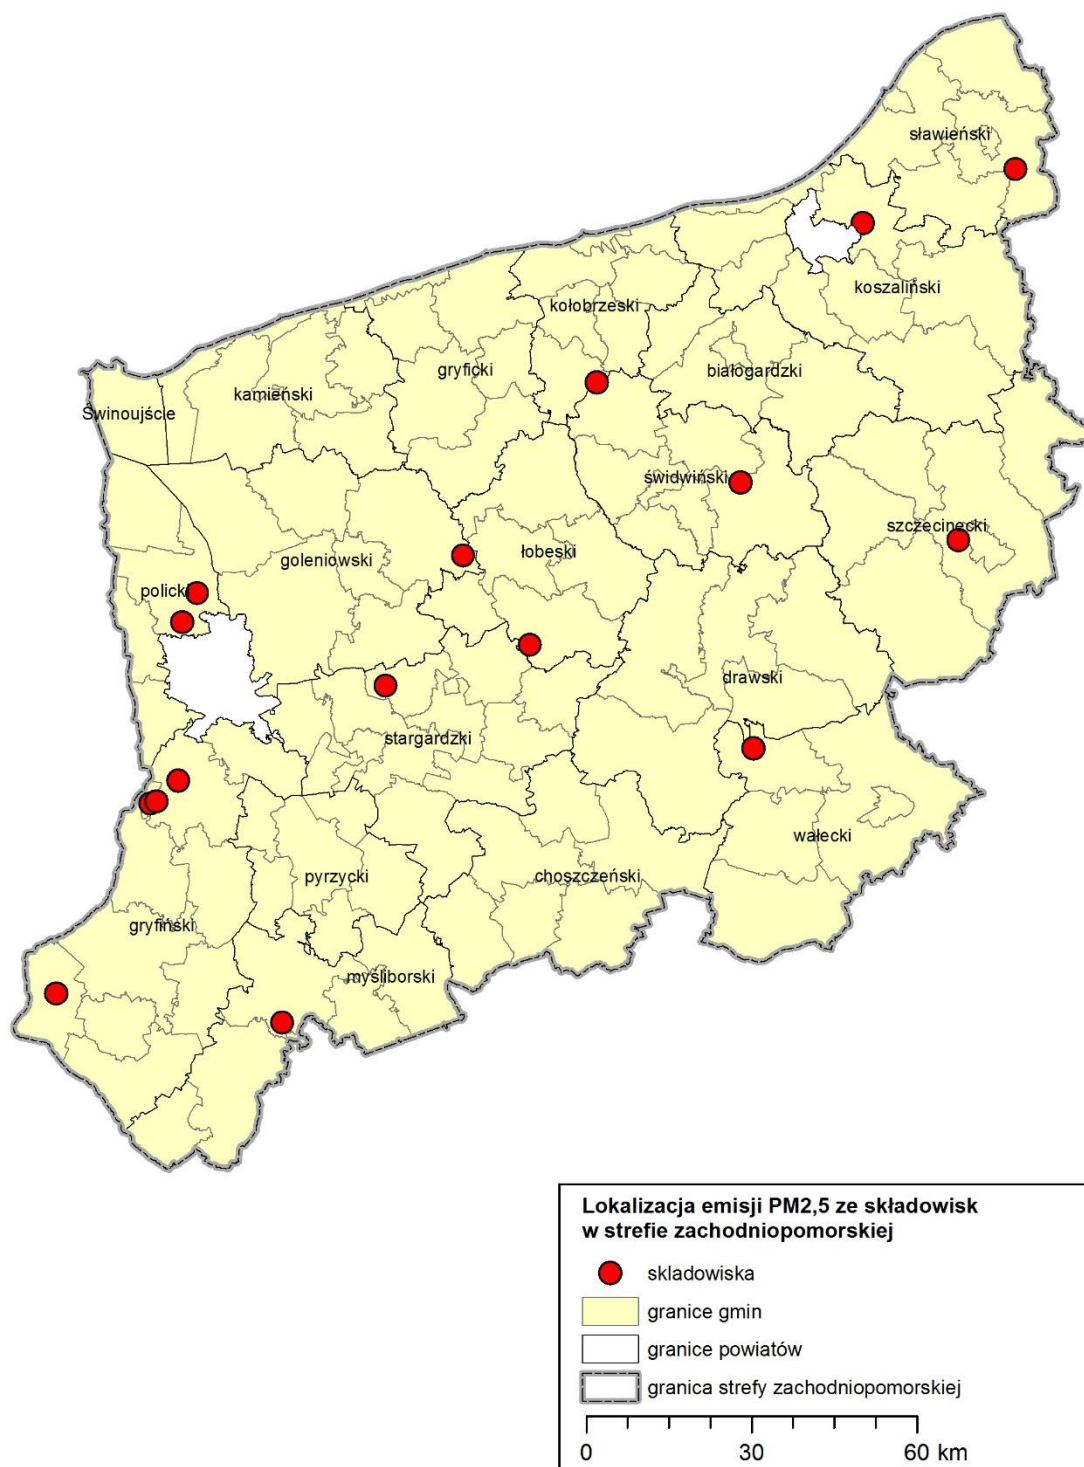 sławieński
koszaliński
kołobrzeski
białogardzki
gryficki
kamieński
Świnoujście
świdwiński
szczecinecki
łobeski
goleniowski
policki
drawski
stargardzki
wałecki
pyrzycki
choszczeński
gryfiński
myśliborski
Lokalizacja emisji PM2,5 ze składowisk
w strefie zachodniopomorskiej
skladowiska
granice gmin
granice powiatów
granica strefy zachodniopomorskiej
0 30 60 km